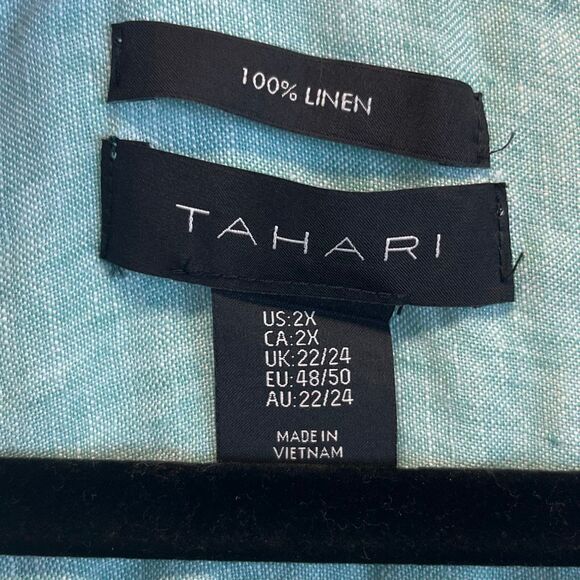 100% LINEN
TAHARI
US:2X
CA:2X
UK:22/24
EU:48/50
AU:22/24
MADE IN
VIETNAM